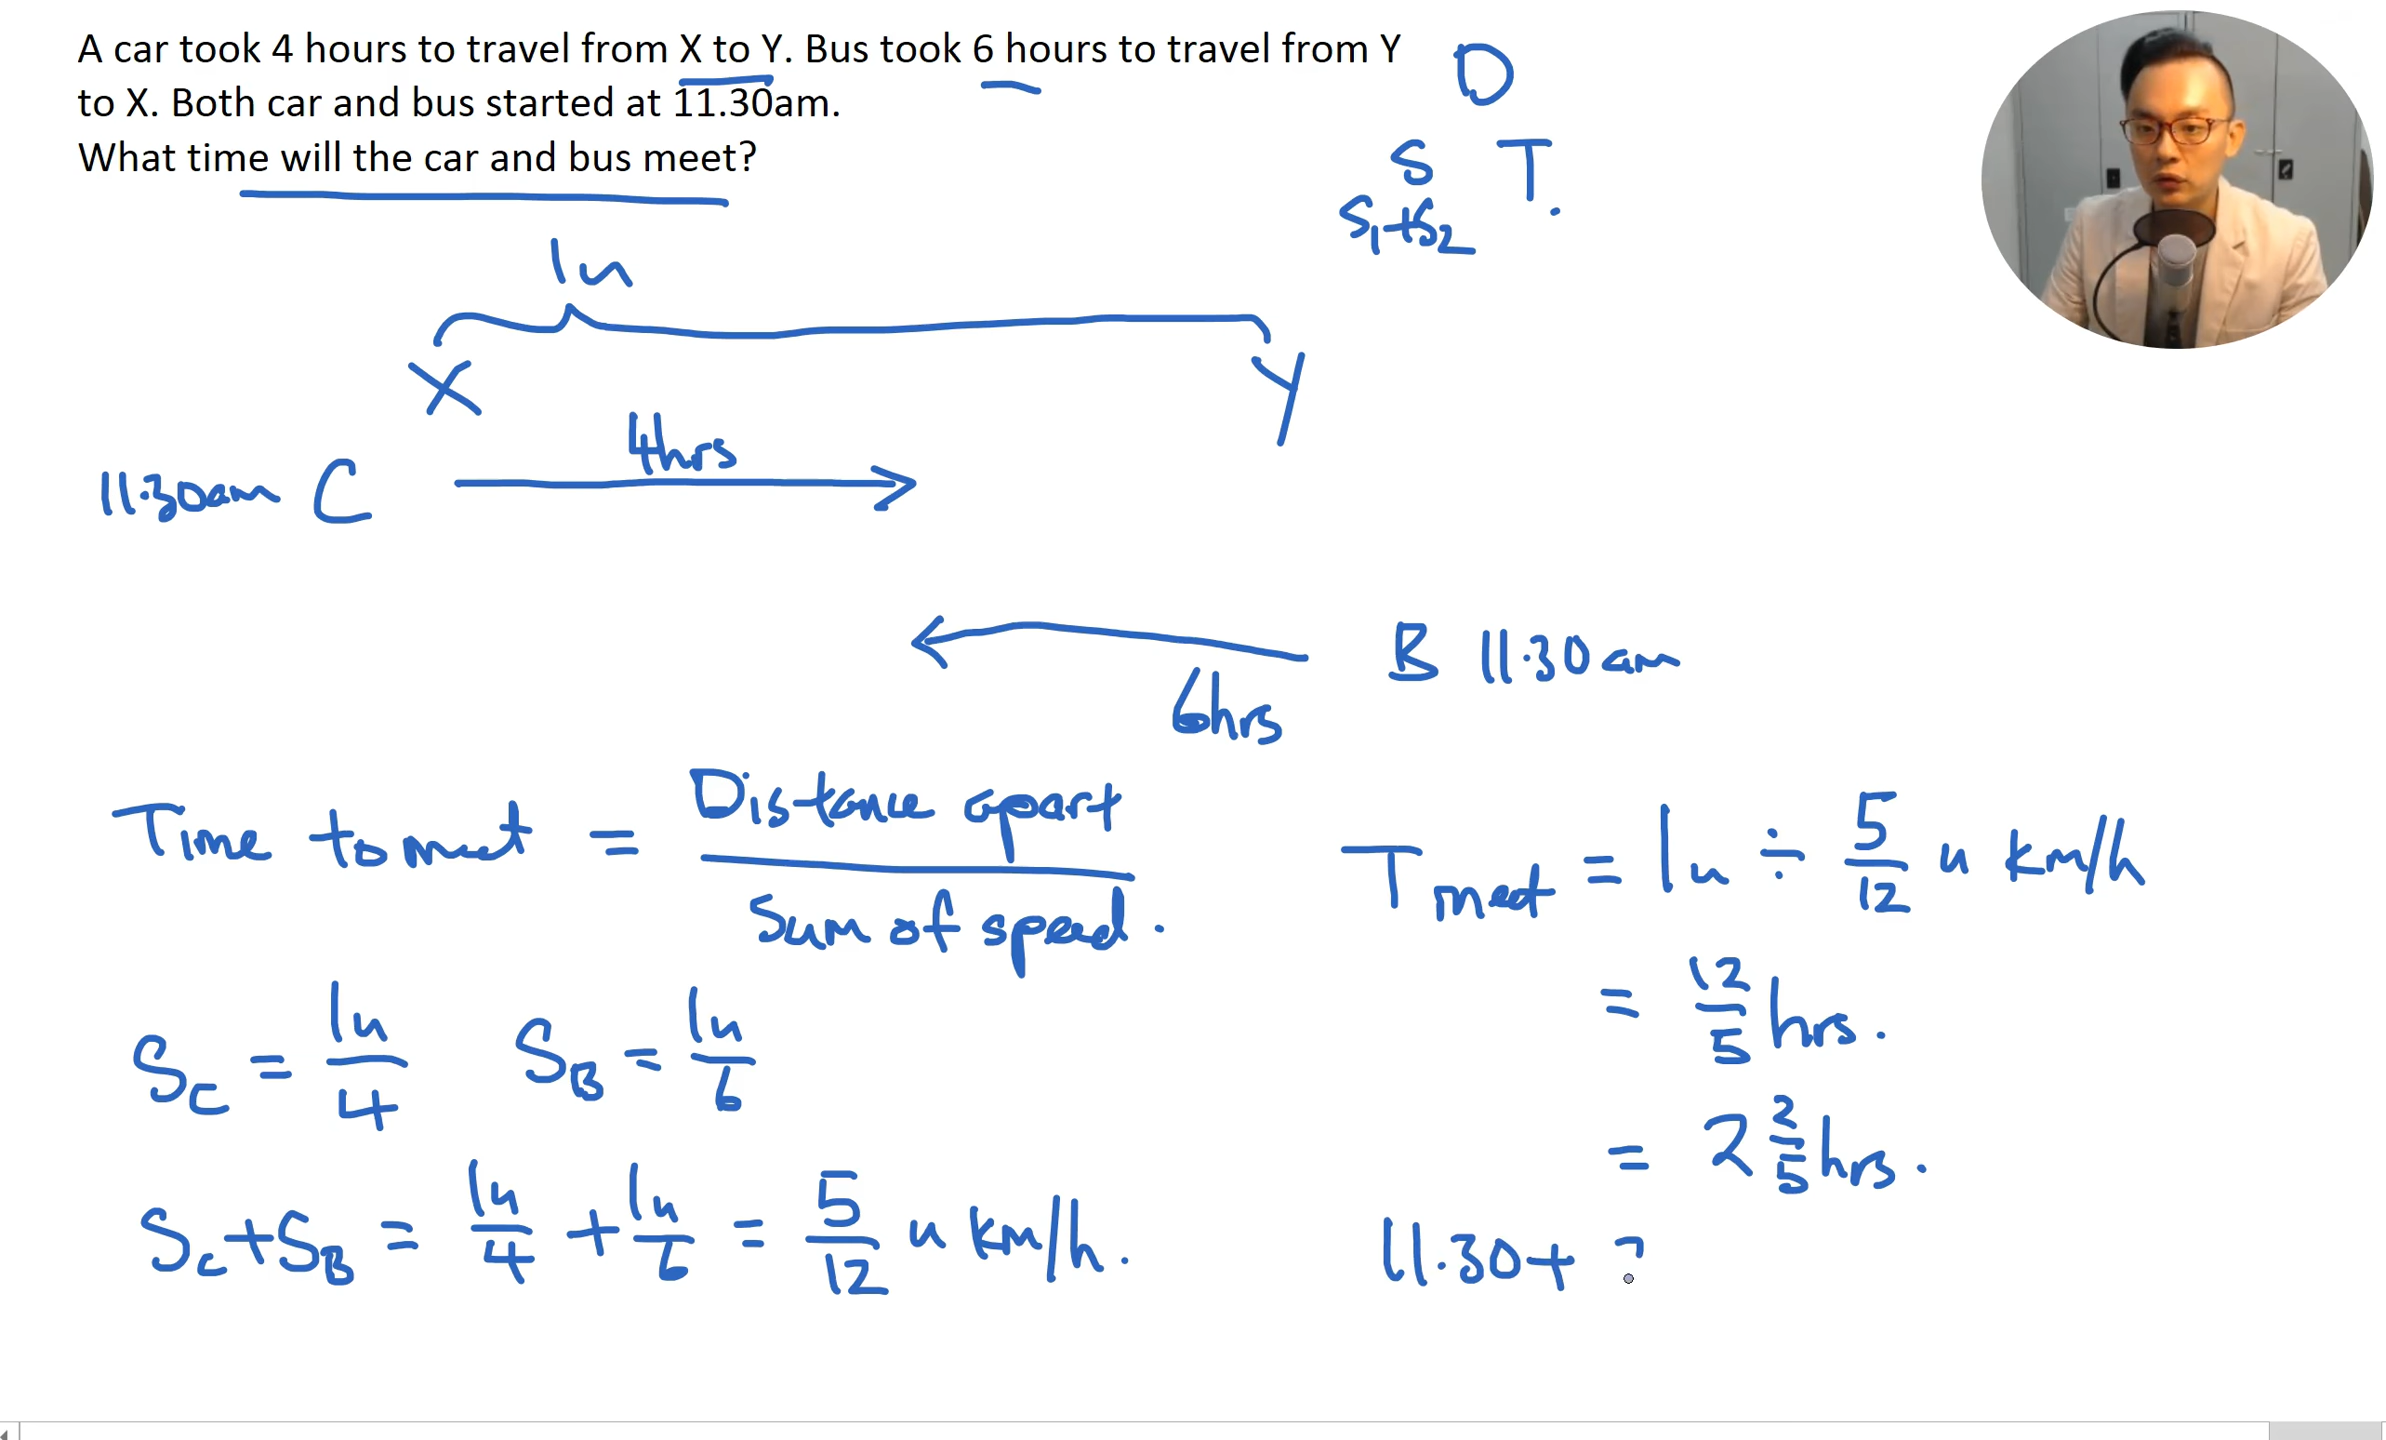 A car took 4 hours to travel from X to Y. Bus took 6 hours to travel from Y
to X. Both car and bus started at 11.30am.
What time will the car and bus meet?
D
S T.
S1+S2
1u
X Y
4hrs
11.30am C
B 11.30am
6hrs
Time to meet = Distance apart / Sum of speed.
SC = 1u/4 SB = 1u/6
SC+SB = 1u/4 + 1u/6 = 5/12 u km/h.
Tmeet = 1u ÷ 5/12 u km/h
= 12/5 hrs.
= 2 2/5 hrs.
11.30+ ?